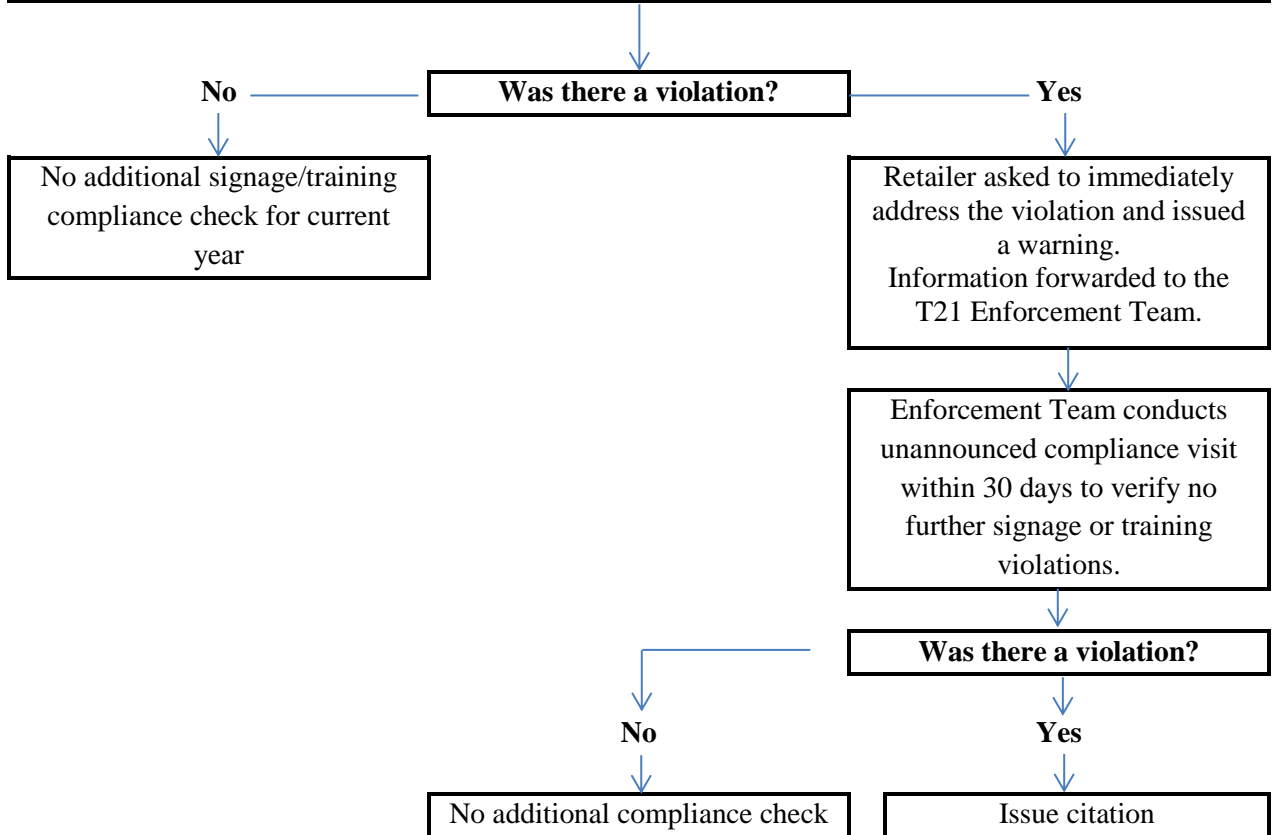 Was there a violation?
No
Yes
No additional signage/training
compliance check for current
year
Retailer asked to immediately
address the violation and issued
a warning.
Information forwarded to the
T21 Enforcement Team.
Enforcement Team conducts
unannounced compliance visit
within 30 days to verify no
further signage or training
violations.
Was there a violation?
No
Yes
No additional compliance check
Issue citation